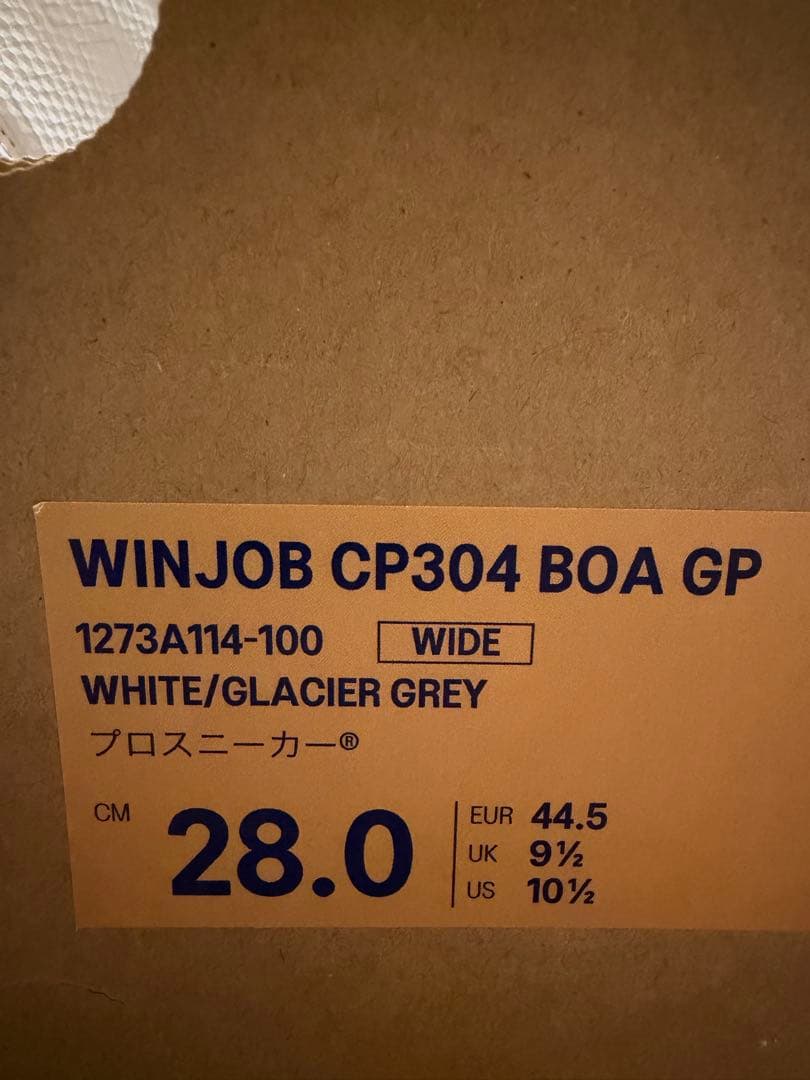 WINJOB CP304 BOA GP
1273A114-100 WIDE
WHITE/GLACIER GREY
プロスニーカー®
CM 28.0
EUR 44.5
UK 9½
US 10½